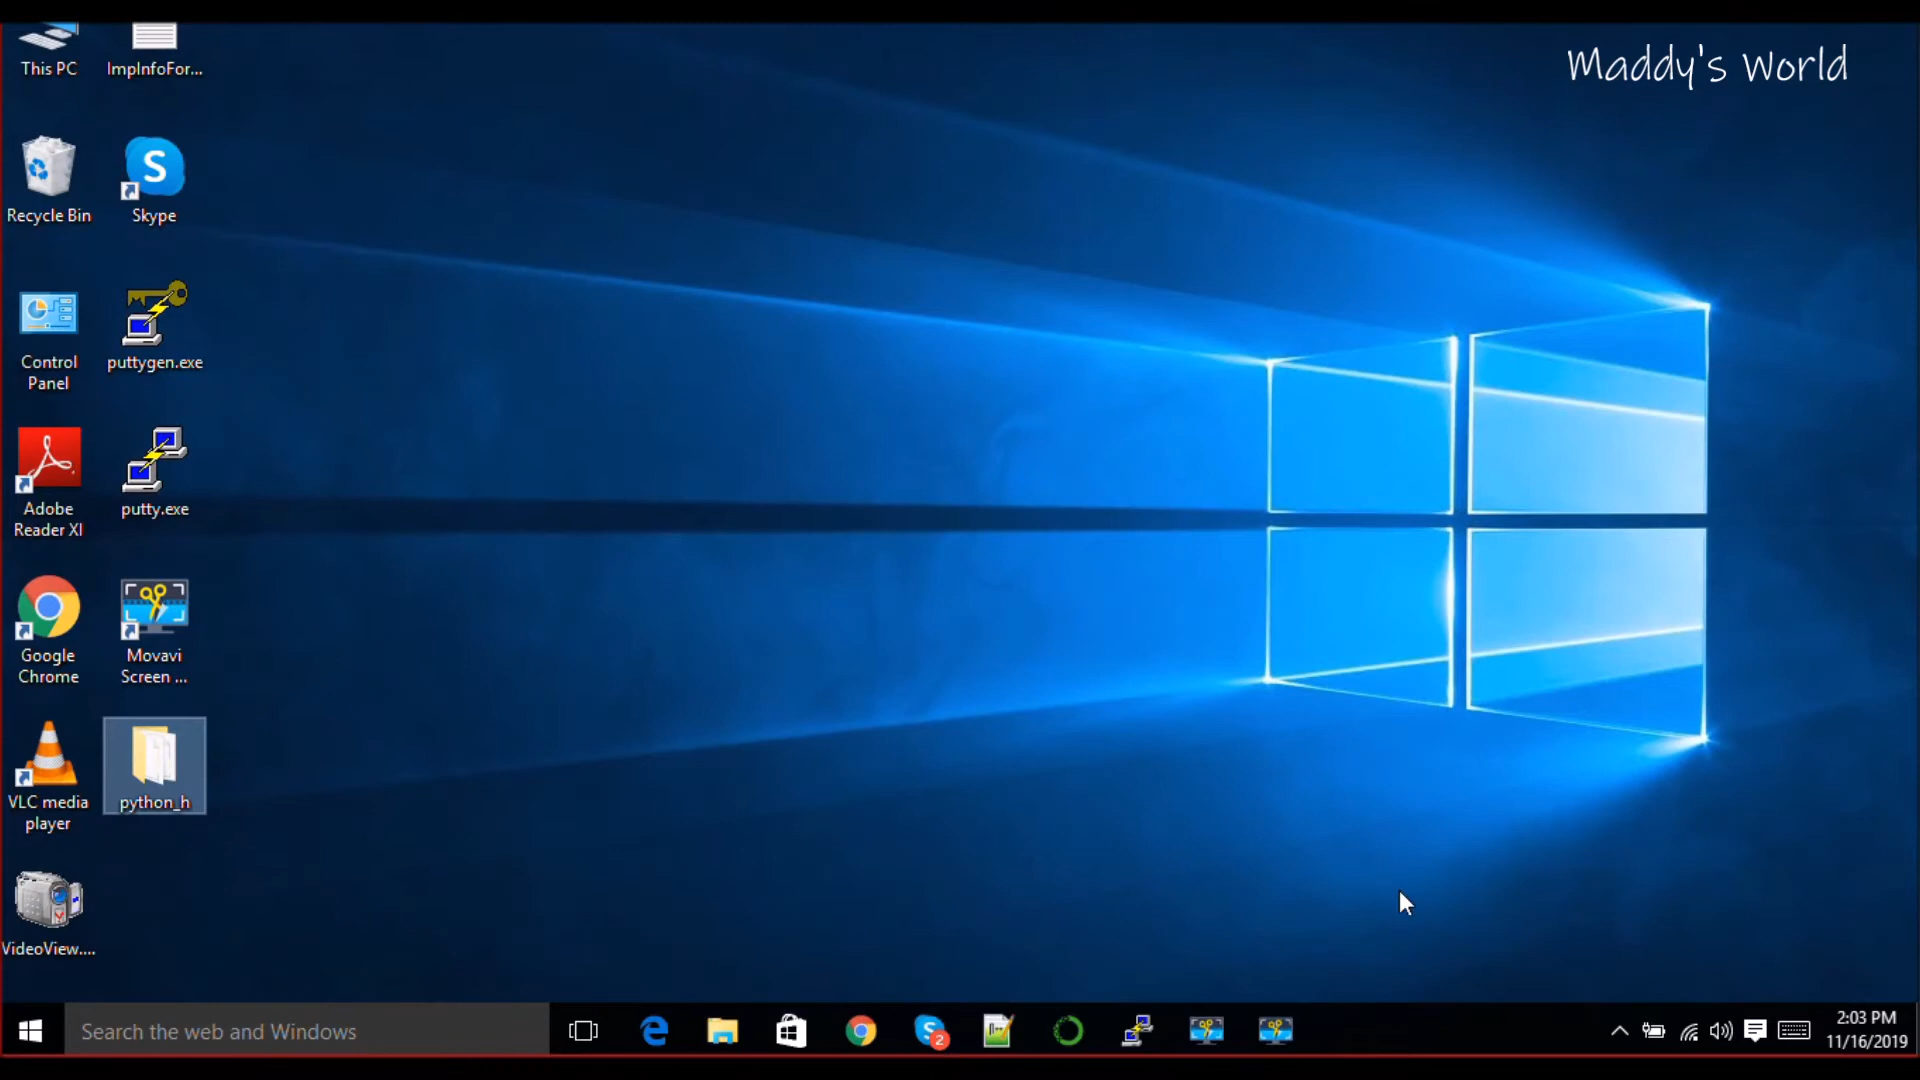 Maddy's World
This PC
ImpInfoFor...
Recycle Bin
Skype
Control
Panel
puttygen.exe
Adobe
Reader XI
putty.exe
Google
Chrome
Movavi
Screen ...
VLC media
player
python_h
VideoView....
Search the web and Windows
2
2:03 PM
11/16/2019